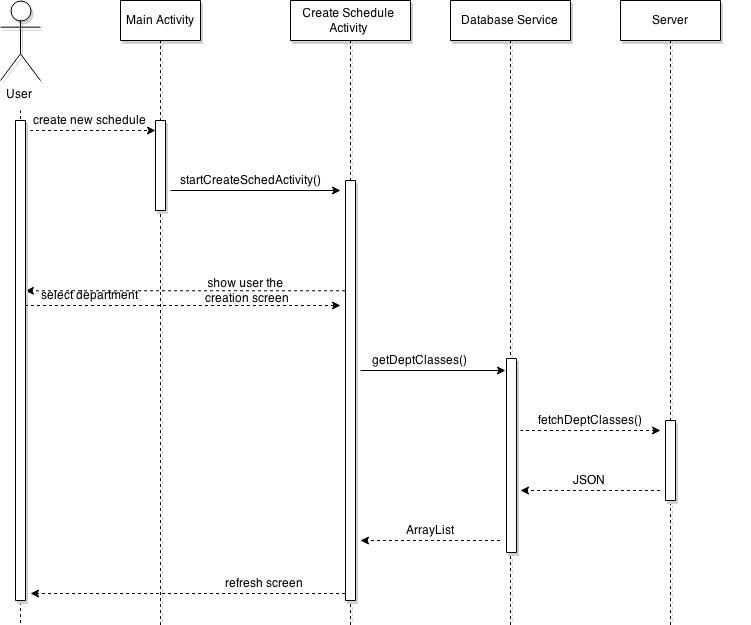 Main Activity
Create Schedule
Activity
Database Service
Server
User
create new schedule
startCreateSchedActivity()
show user the
creation screen
select department
getDeptClasses()
fetchDeptClasses()
JSON
ArrayList
refresh screen